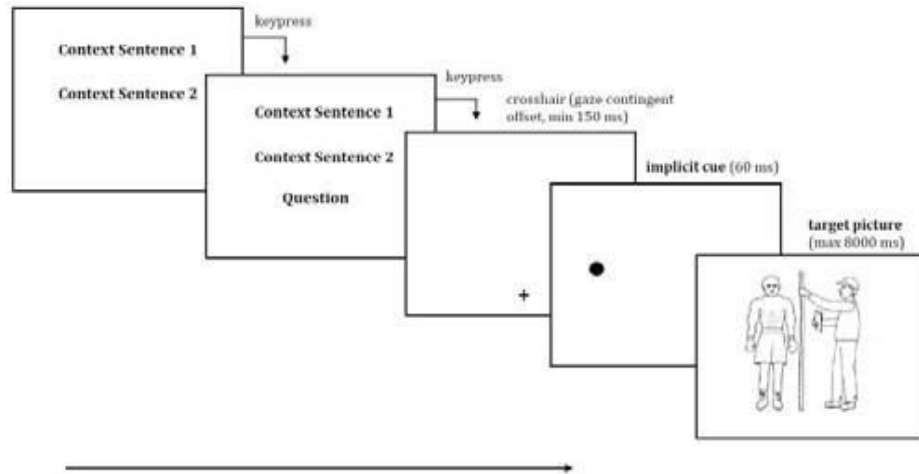 Context Sentence 1
Context Sentence 2
keypress
Context Sentence 1
Context Sentence 2
Question
keypress
crosshair (gaze contingent
offset, min 150 ms)
+
implicit cue (60 ms)
target picture
(max 8000 ms)